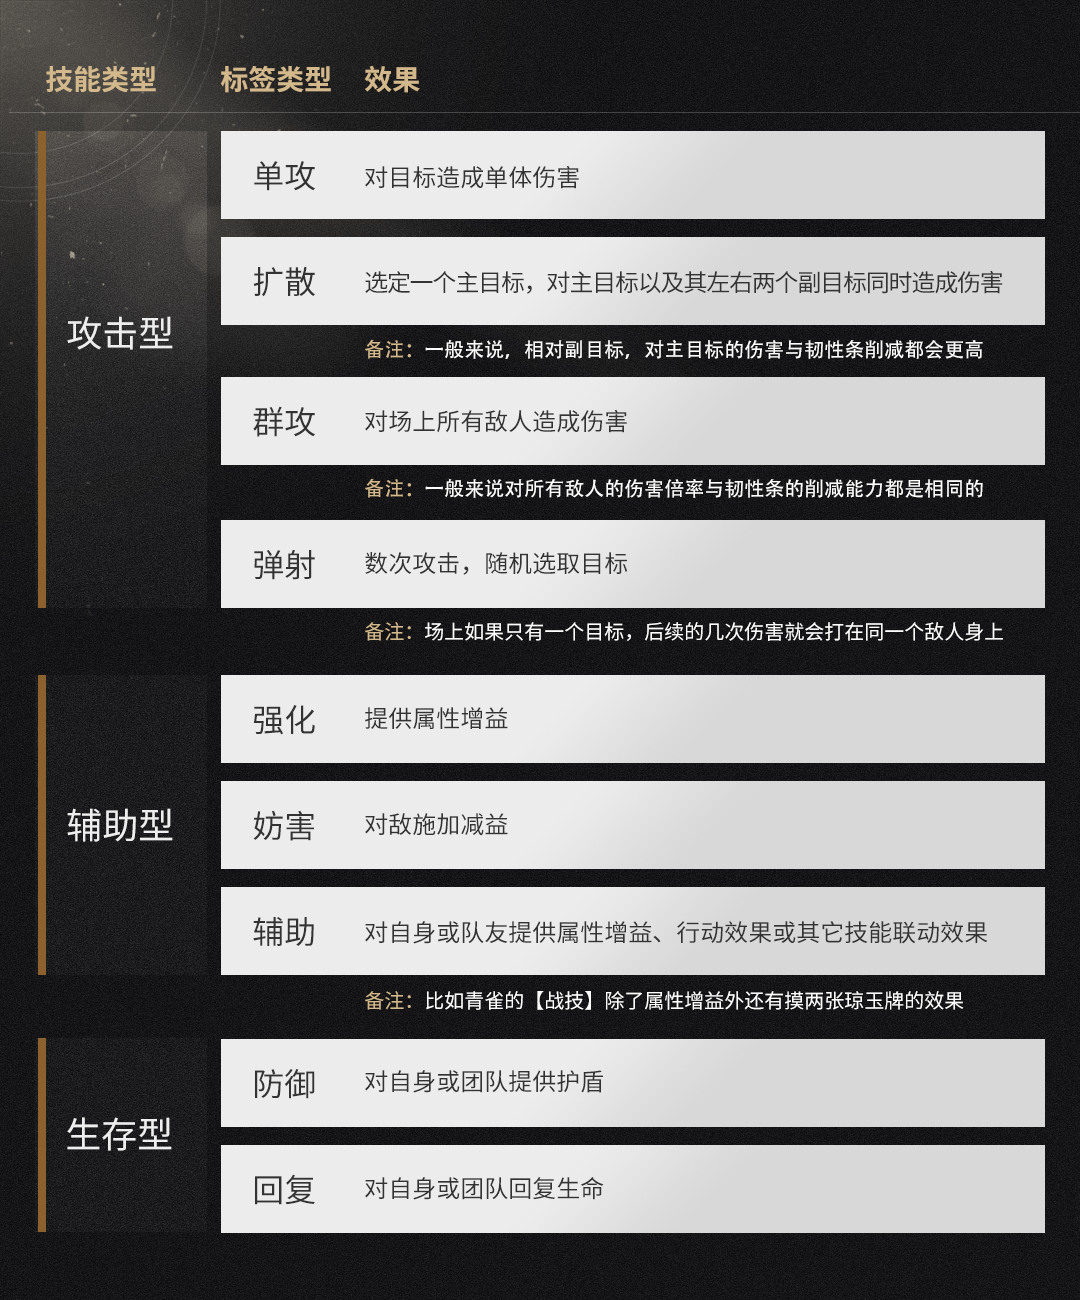 技能类型 标签类型 效果
攻击型
单攻 对目标造成单体伤害
扩散 选定一个主目标，对主目标以及其左右两个副目标同时造成伤害
备注：一般来说，相对副目标，对主目标的伤害与韧性条削减都会更高
群攻 对场上所有敌人造成伤害
备注：一般来说对所有敌人的伤害倍率与韧性条的削减能力都是相同的
弹射 数次攻击，随机选取目标
备注：场上如果只有一个目标，后续的几次伤害就会打在同一个敌人身上
辅助型
强化 提供属性增益
妨害 对敌施加减益
辅助 对自身或队友提供属性增益、行动效果或其它技能联动效果
备注：比如青雀的【战技】除了属性增益外还有摸两张琼玉牌的效果
生存型
防御 对自身或团队提供护盾
回复 对自身或团队回复生命